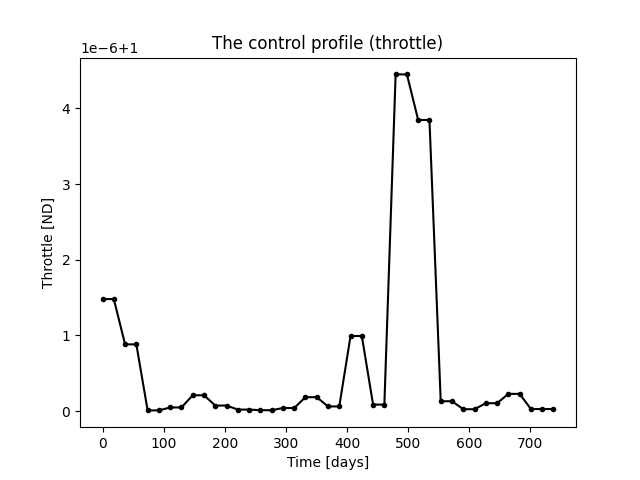 The control profile (throttle)
1e−6+1
4
3
2
1
0
Throttle [ND]
0 100 200 300 400 500 600 700
Time [days]